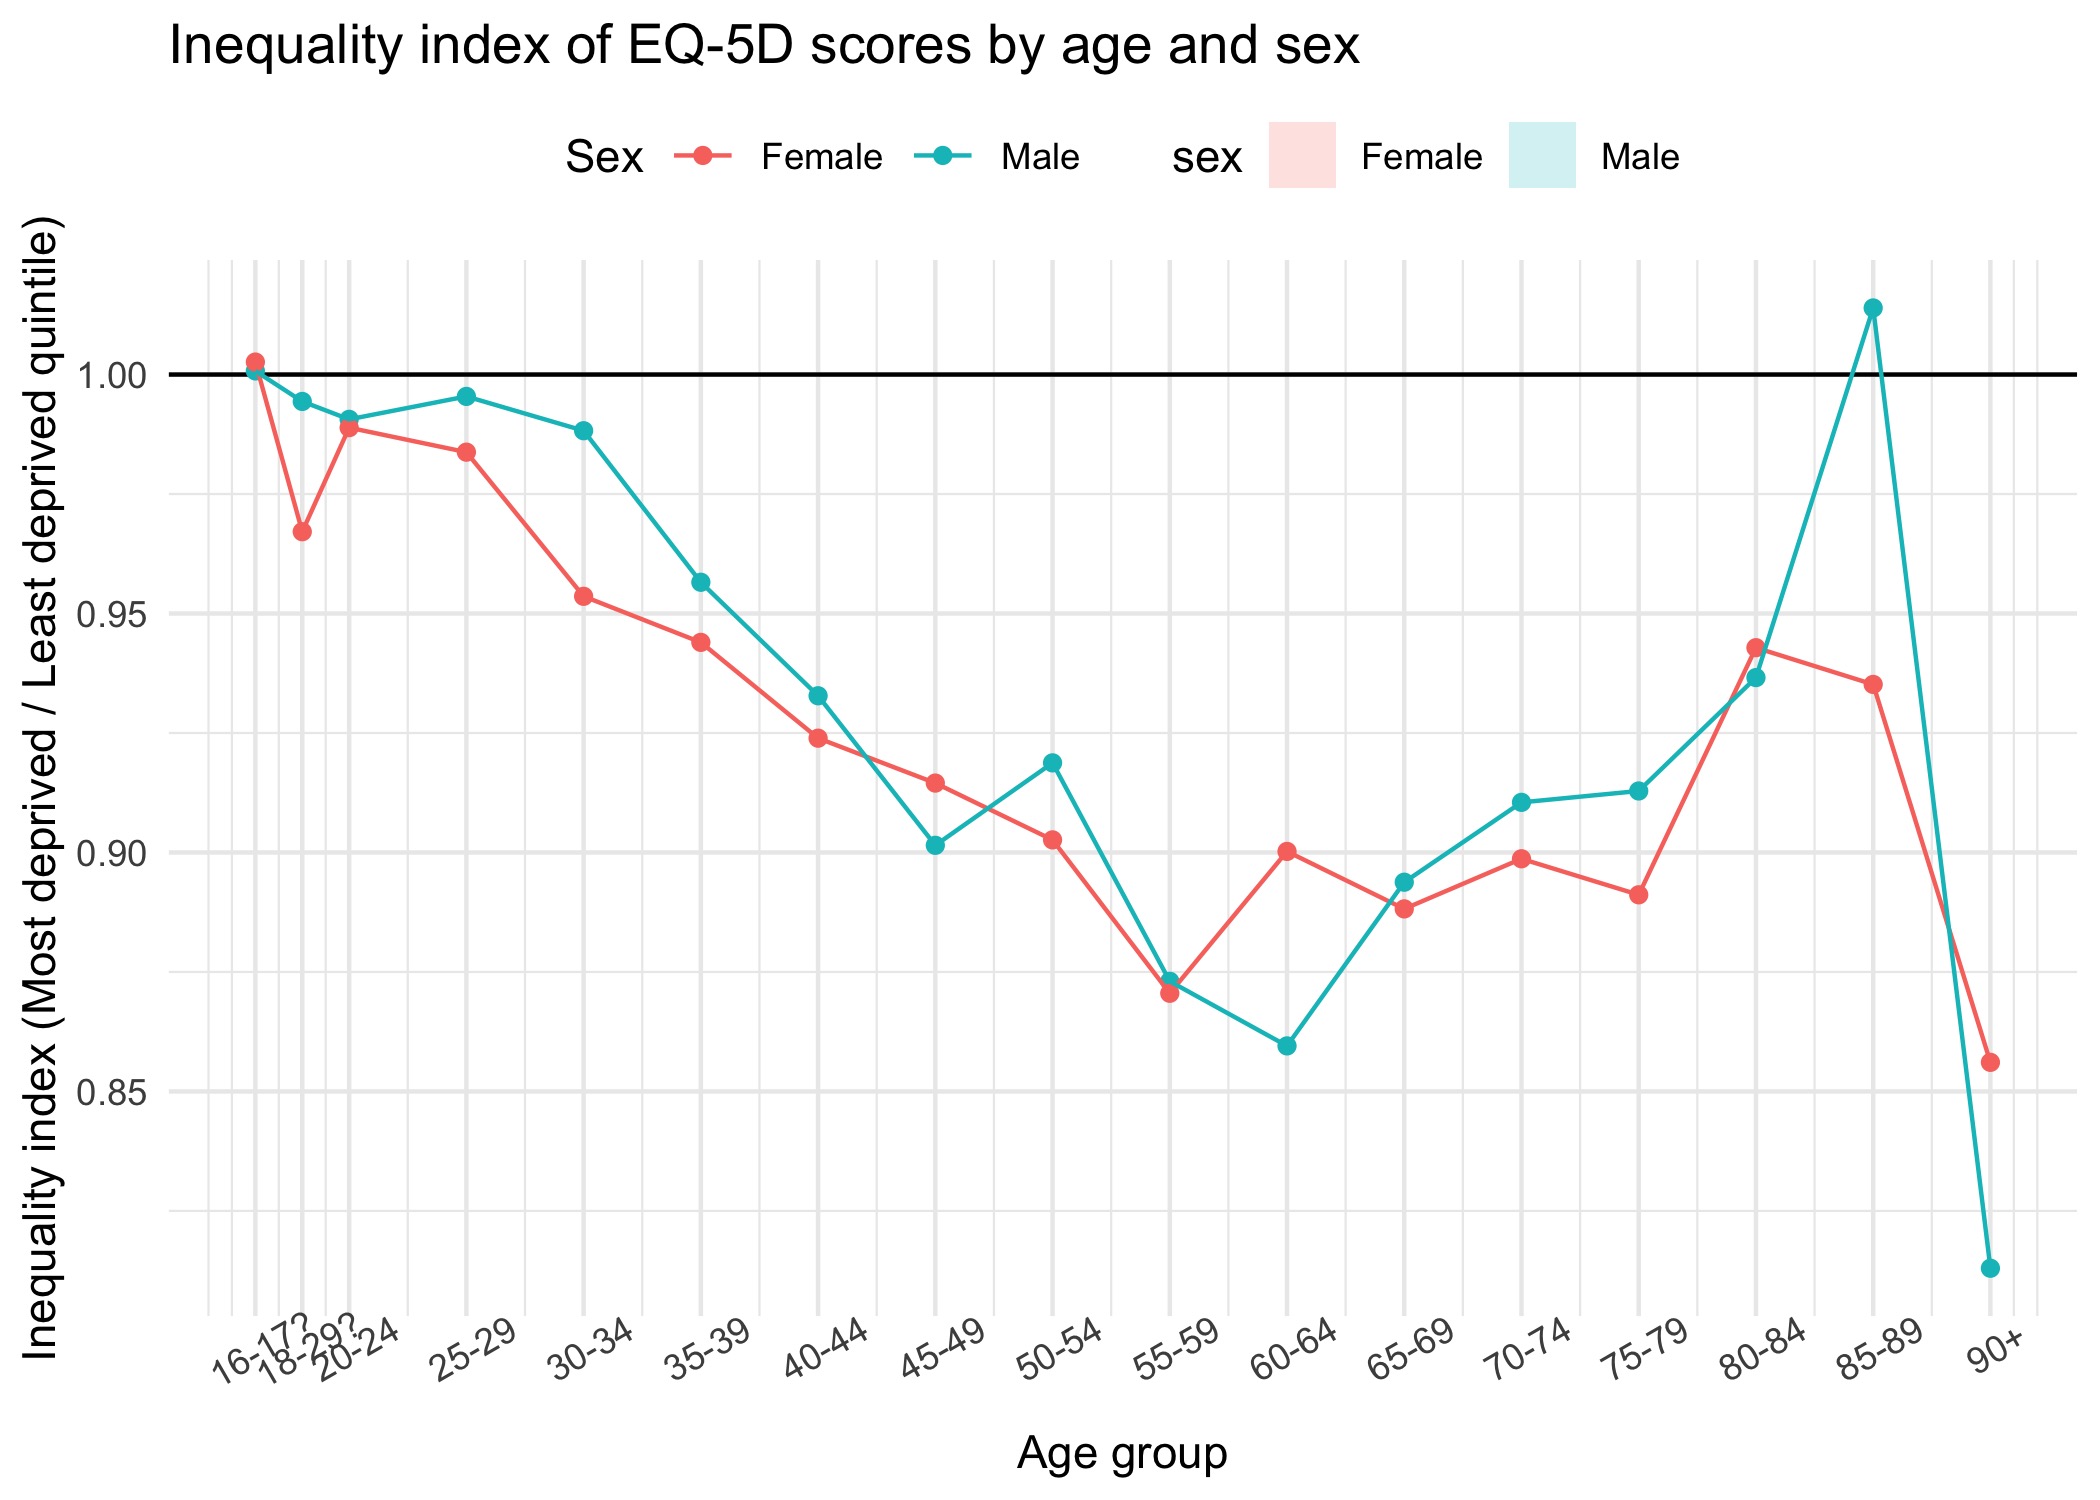 Inequality index of EQ-5D scores by age and sex
Sex Female Male sex Female Male
Inequality index (Most deprived / Least deprived quintile)
1.00
0.95
0.90
0.85
16-17? 18-29? 20-24 25-29 30-34 35-39 40-44 45-49 50-54 55-59 60-64 65-69 70-74 75-79 80-84 85-89 90+
Age group